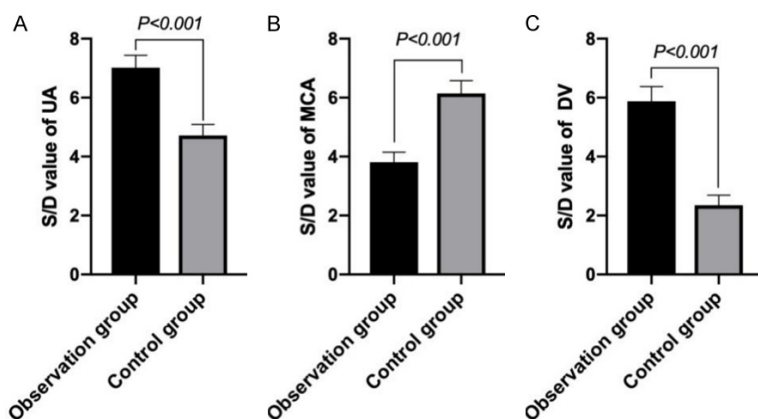 A
P<0.001
S/D value of UA
8
6
4
2
0
Observation group
Control group
B
P<0.001
S/D value of MCA
8
6
4
2
0
Observation group
Control group
C
P<0.001
S/D value of DV
8
6
4
2
0
Observation group
Control group